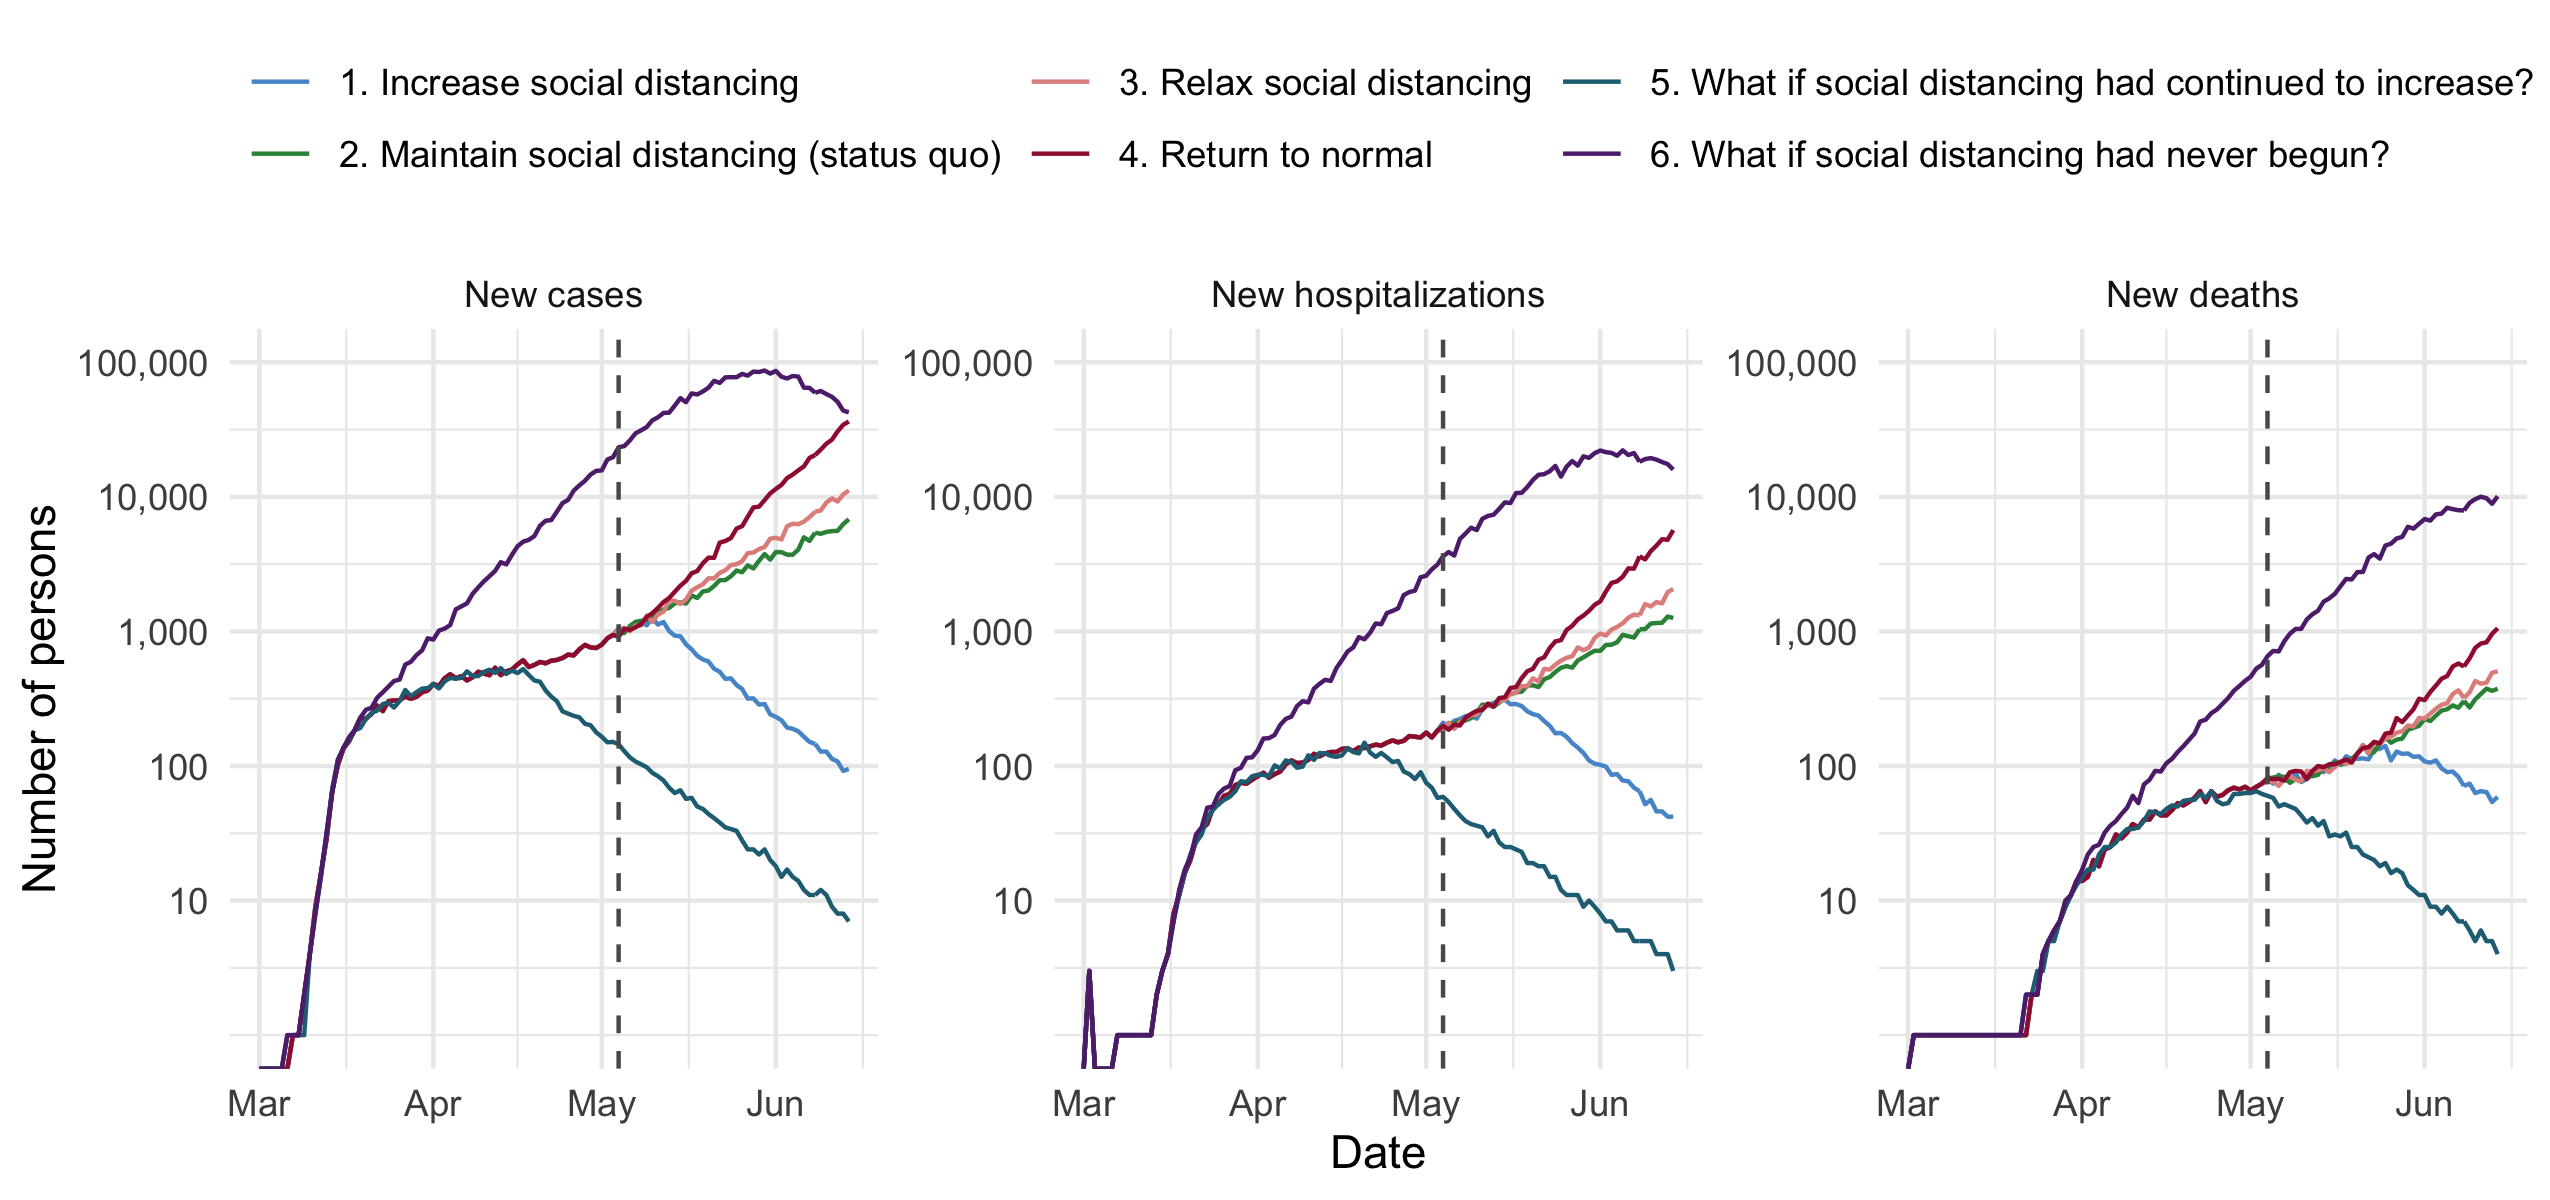 1. Increase social distancing
3. Relax social distancing
5. What if social distancing had continued to increase?
2. Maintain social distancing (status quo)
4. Return to normal
6. What if social distancing had never begun?
New cases
New hospitalizations
New deaths
Number of persons
100,000
10,000
1,000
100
10
100,000
10,000
1,000
100
10
100,000
10,000
1,000
100
10
Mar Apr May Jun
Mar Apr May Jun
Mar Apr May Jun
Date